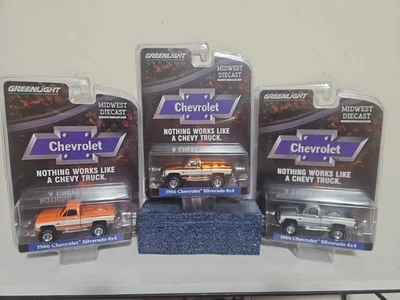 GREENLIGHT
MIDWEST
DIECAST
Chevrolet
NOTHING WORKS LIKE
A CHEVY TRUCK.
1986 Chevrolet Silverado 4x4
GREENLIGHT
MIDWEST
DIECAST
Chevrolet
NOTHING WORKS LIKE
A CHEVY TRUCK.
1986 Chevrolet Silverado 4x4
GREENLIGHT
MIDWEST
DIECAST
Chevrolet
NOTHING WORKS LIKE
A CHEVY TRUCK.
1986 Chevrolet Silverado 4x4